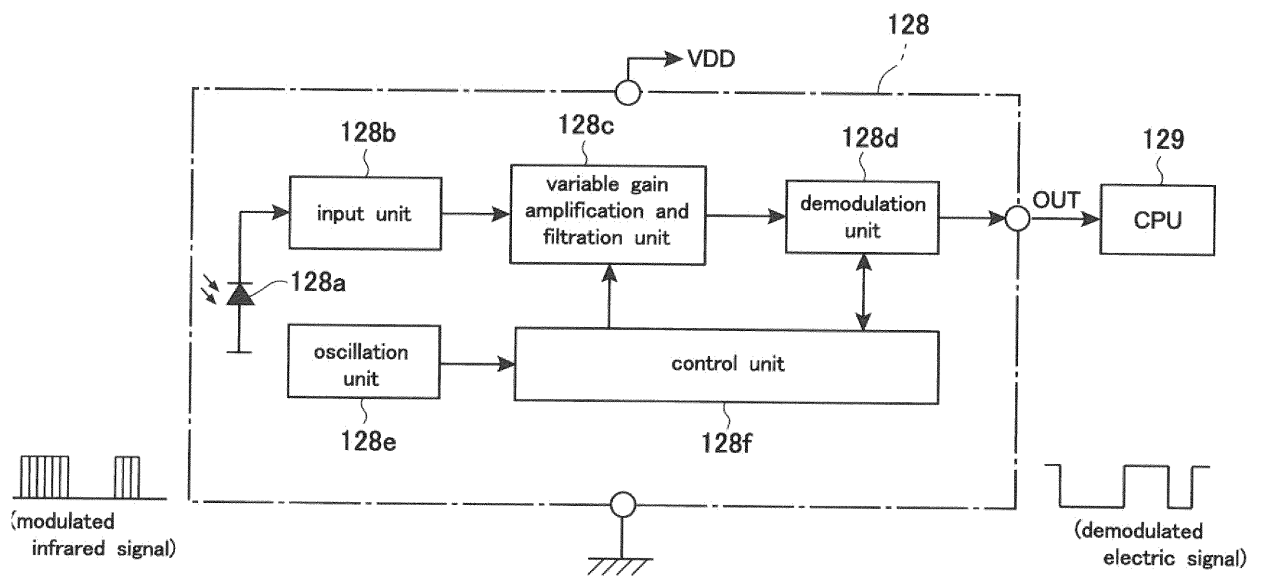 128
VDD
128b
128c
128d
129
input unit
variable gain
amplification and
filtration unit
demodulation
unit
OUT
CPU
128a
oscillation
unit
control unit
128e
128f
(modulated
infrared signal)
(demodulated
electric signal)